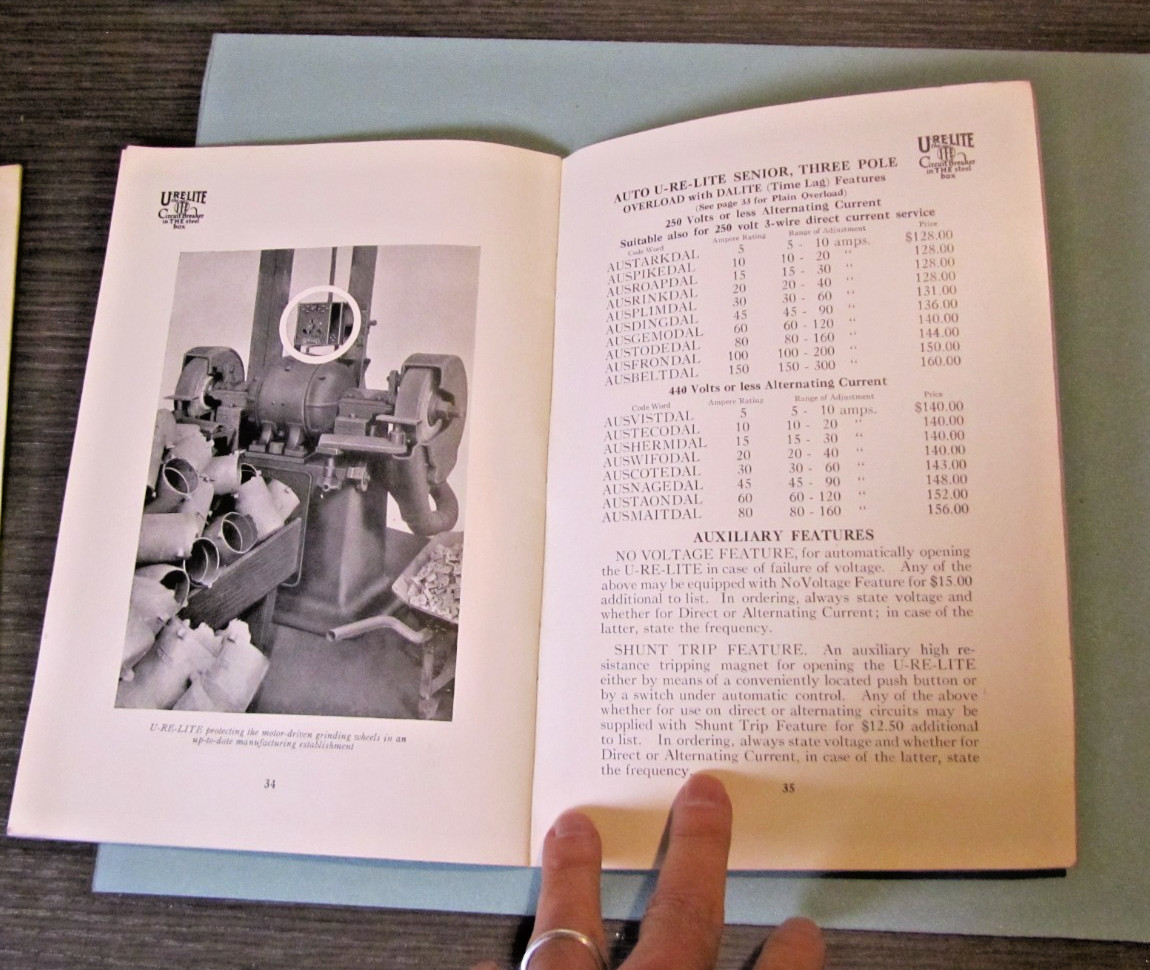 U-RE-LITE
The
ITE
Circuit Breaker
in THE steel
box
U-RE-LITE protecting the motor-driven grinding wheels in an
up-to-date manufacturing establishment
34
U-RE-LITE
The
ITE
Circuit Breaker
in THE steel
box
AUTO U-RE-LITE SENIOR, THREE POLE
OVERLOAD with DALITE (Time Lag) Features
(See page 33 for Plain Overload)
250 Volts or less Alternating Current
Suitable also for 250 volt 3-wire direct current service
Code Word Ampere Rating Range of Adjustment Price
AUSTARKDAL 5 5 - 10 amps. $128.00
AUSPIKEDAL 10 10 - 20 " 128.00
AUSROAPDAL 15 15 - 30 " 128.00
AUSRINKDAL 20 20 - 40 " 128.00
AUSPLIMDAL 30 30 - 60 " 131.00
AUSDINGDAL 45 45 - 90 " 136.00
AUSGEMODAL 60 60 - 120 " 140.00
AUSTODEDAL 80 80 - 160 " 144.00
AUSFRONDAL 100 100 - 200 " 150.00
AUSBELTDAL 150 150 - 300 " 160.00
440 Volts or less Alternating Current
Code Word Ampere Rating Range of Adjustment Price
AUSVISTDAL 5 5 - 10 amps. $140.00
AUSTECODAL 10 10 - 20 " 140.00
AUSHERMDAL 15 15 - 30 " 140.00
AUSWIFODAL 20 20 - 40 " 140.00
AUSCOTEDAL 30 30 - 60 " 143.00
AUSNAGEDAL 45 45 - 90 " 148.00
AUSTAONDAL 60 60 - 120 " 152.00
AUSMAITDAL 80 80 - 160 " 156.00
AUXILIARY FEATURES
NO VOLTAGE FEATURE, for automatically opening
the U-RE-LITE in case of failure of voltage. Any of the
above may be equipped with No Voltage Feature for $15.00
additional to list. In ordering, always state voltage and
whether for Direct or Alternating Current; in case of the
latter, state the frequency.
SHUNT TRIP FEATURE. An auxiliary high re-
sistance tripping magnet for opening the U-RE-LITE
either by means of a conveniently located push button or
by a switch under automatic control. Any of the above
whether for use on direct or alternating circuits may be
supplied with Shunt Trip Feature for $12.50 additional
to list. In ordering, always state voltage and whether for
Direct or Alternating Current, in case of the latter, state
the frequency.
35